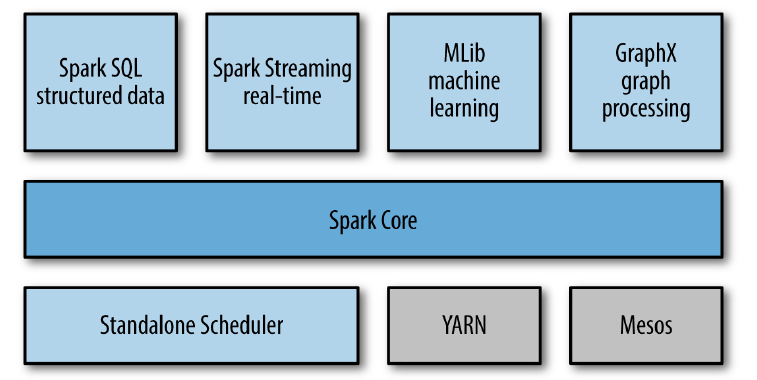 Spark SQL
structured data
Spark Streaming
real-time
MLib
machine
learning
GraphX
graph
processing
Spark Core
Standalone Scheduler
YARN
Mesos